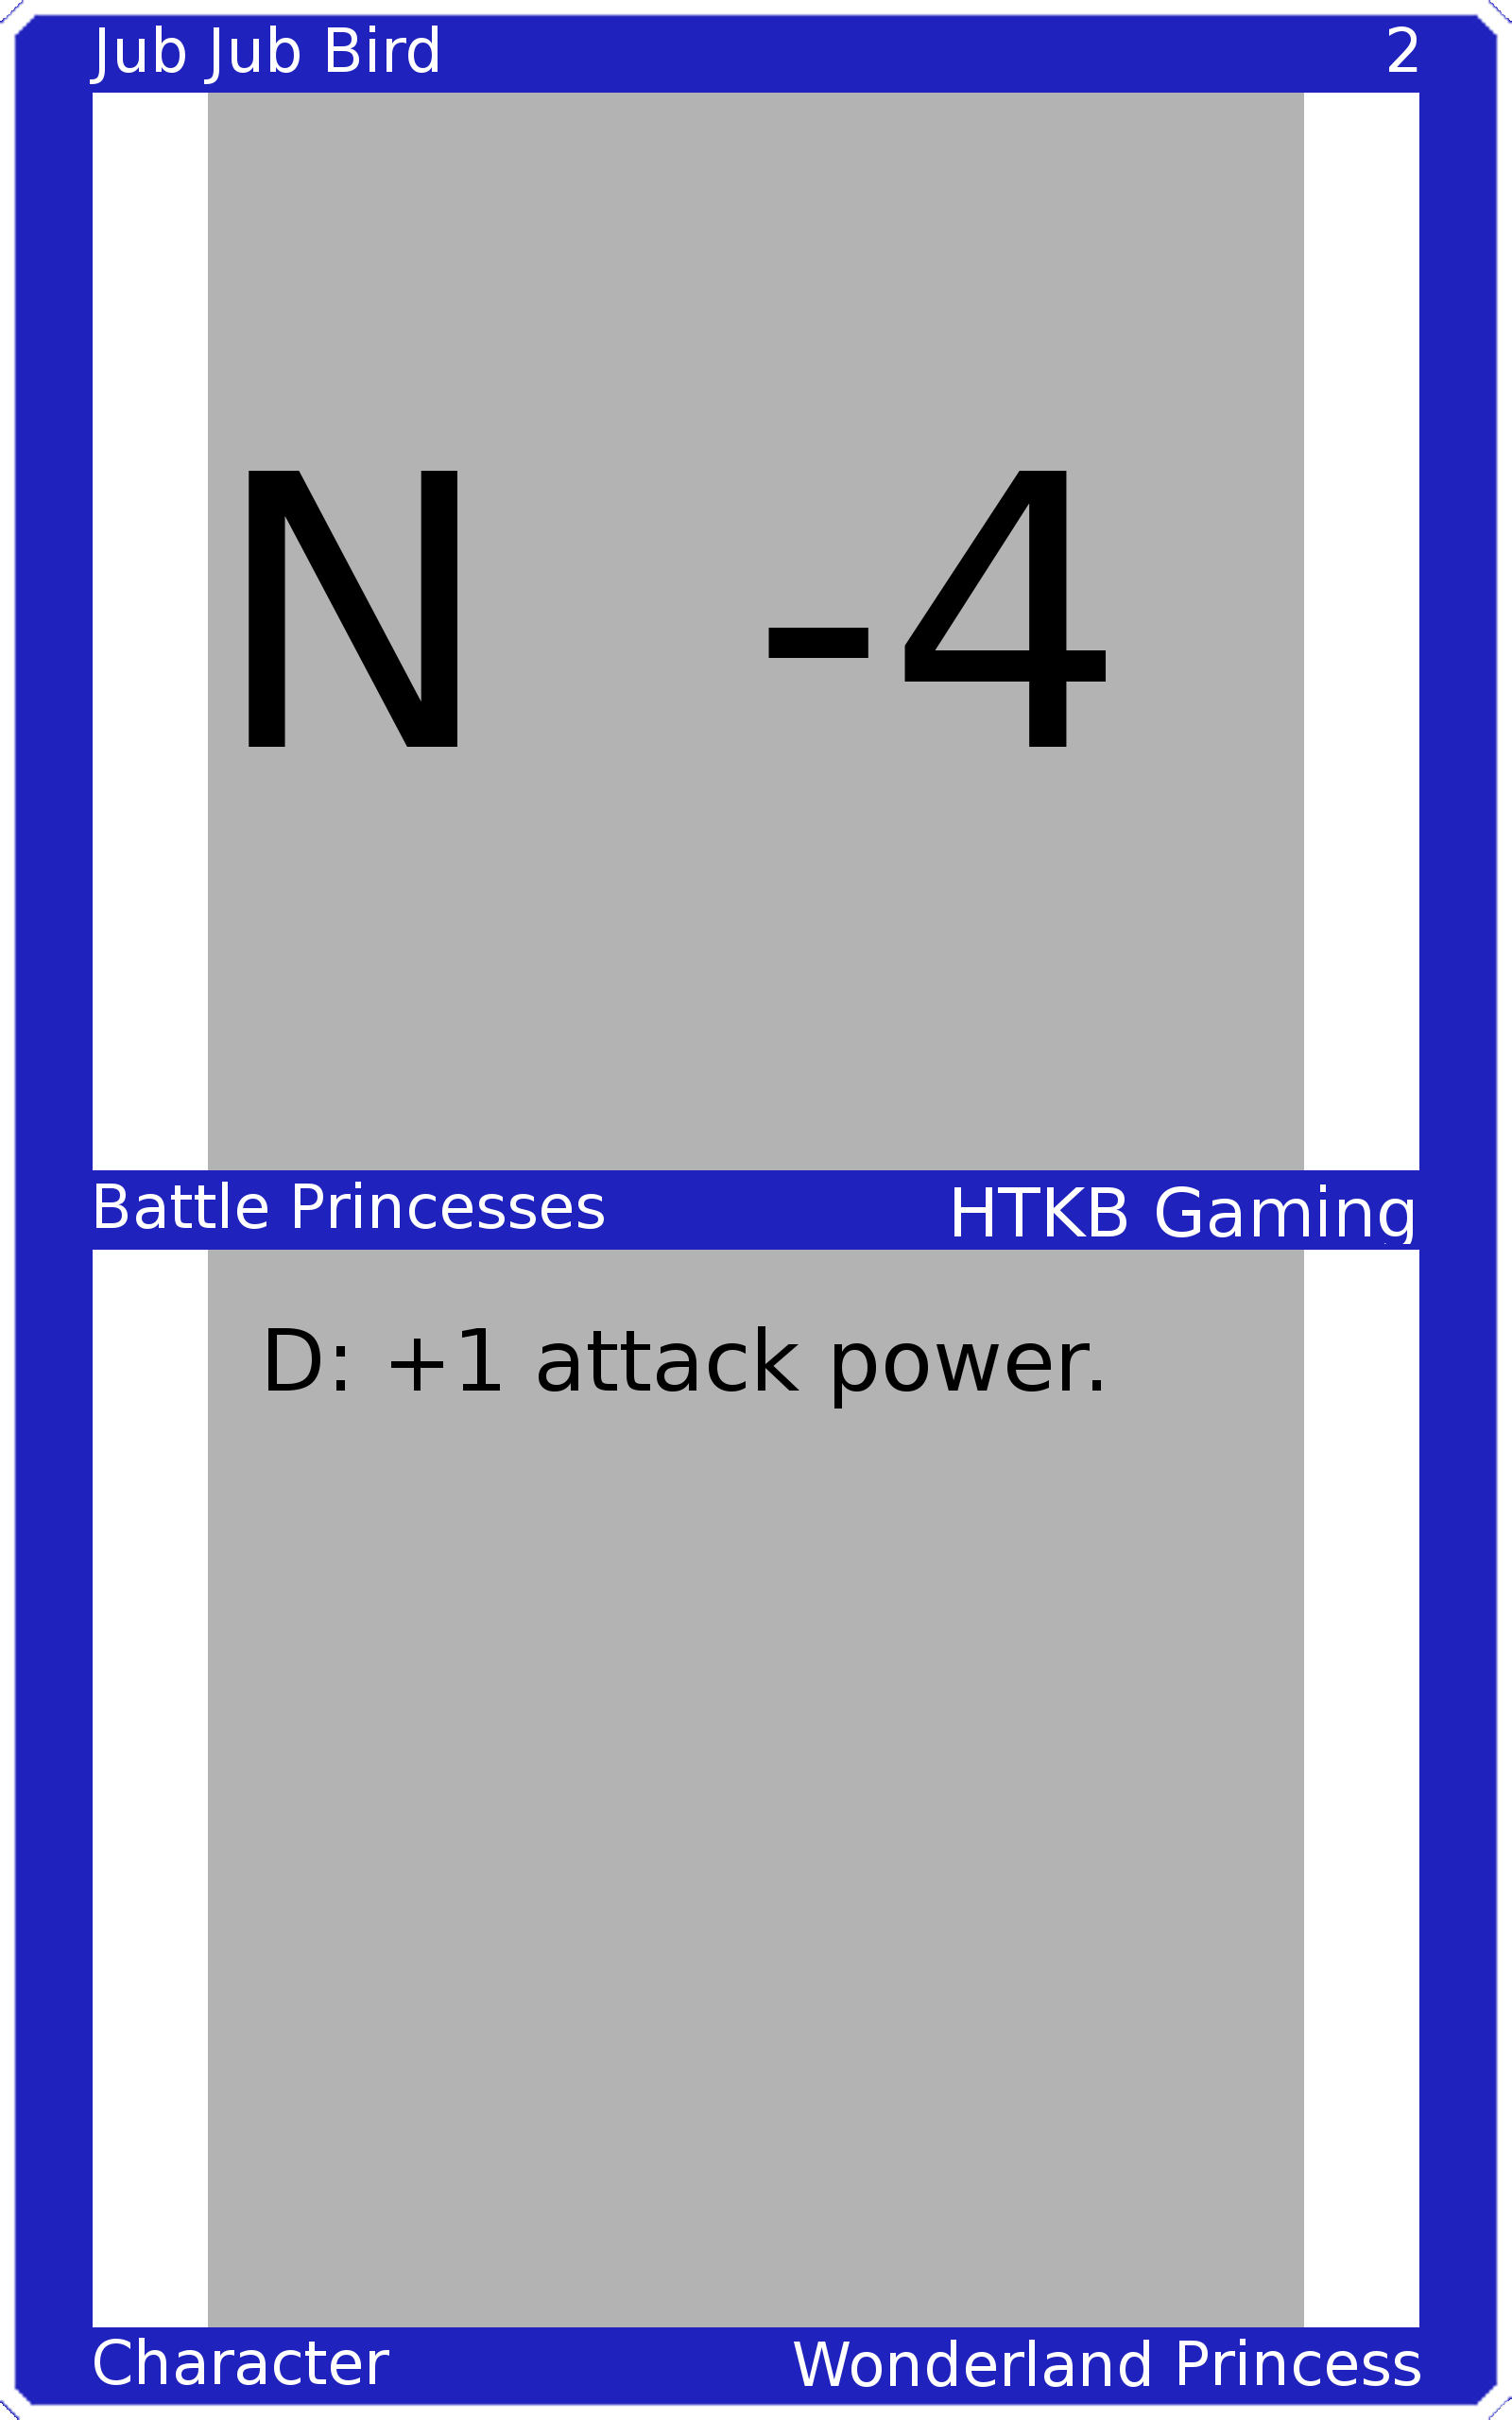 Jub Jub Bird 2
N -4
Battle Princesses HTKB Gaming
D: +1 attack power.
Character Wonderland Princess